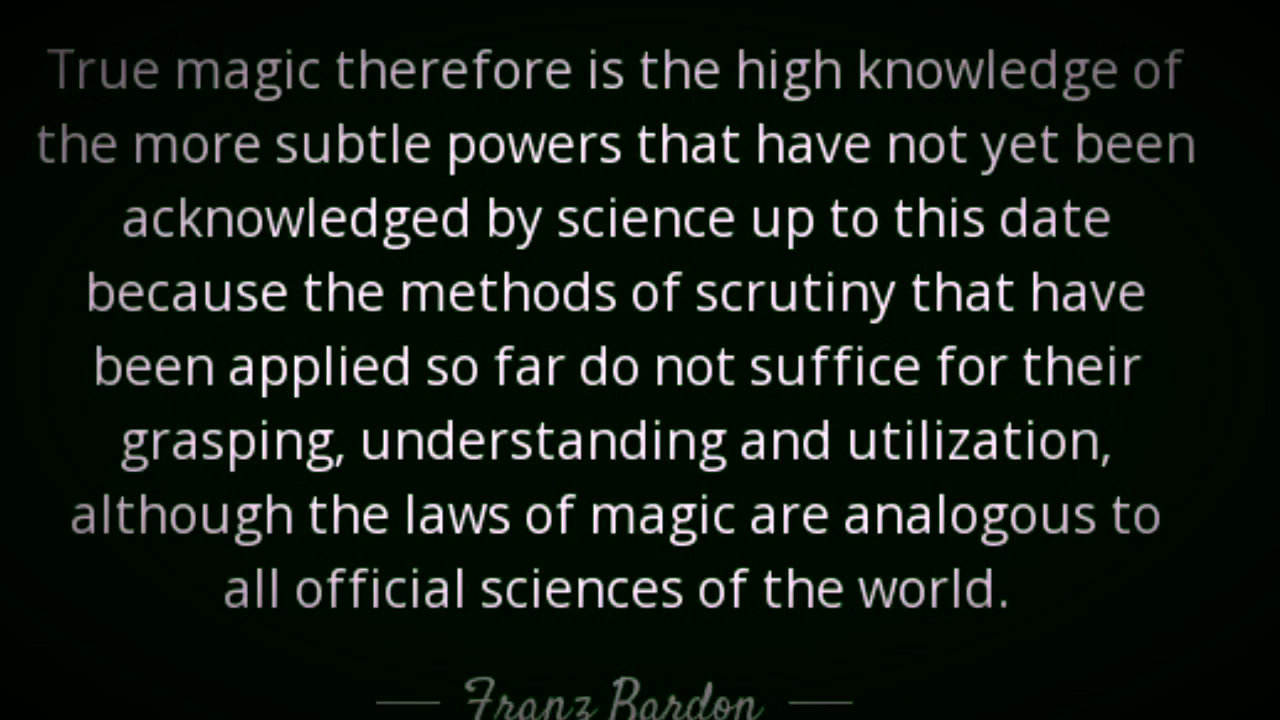 True magic therefore is the high knowledge of
the more subtle powers that have not yet been
acknowledged by science up to this date
because the methods of scrutiny that have
been applied so far do not suffice for their
grasping, understanding and utilization,
although the laws of magic are analogous to
all official sciences of the world.
— Franz Bardon —